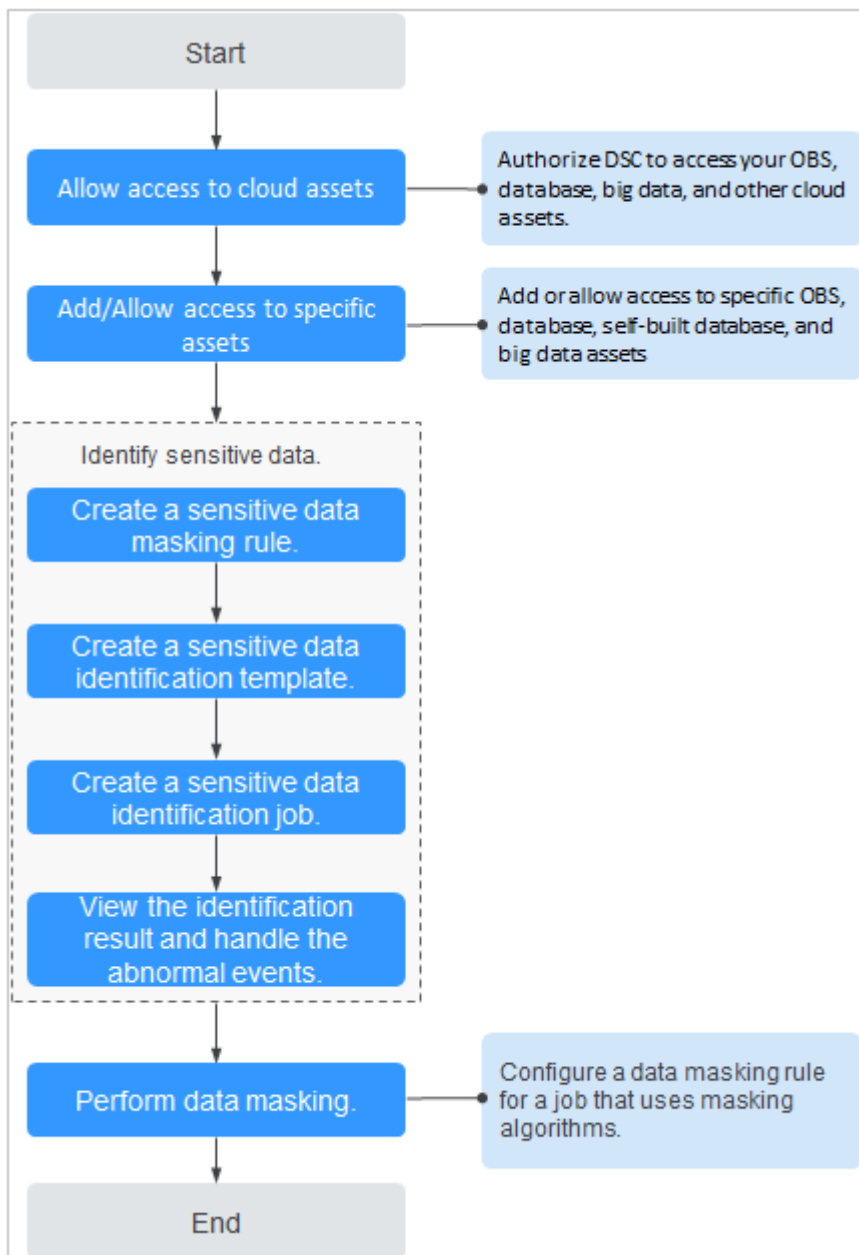 Start
Allow access to cloud assets
Authorize DSC to access your OBS,
database, big data, and other cloud
assets.
Add/Allow access to specific
assets
Add or allow access to specific OBS,
database, self-built database, and
big data assets
Identify sensitive data.
Create a sensitive data
masking rule.
Create a sensitive data
identification template.
Create a sensitive data
identification job.
View the identification
result and handle the
abnormal events.
Perform data masking.
Configure a data masking rule
for a job that uses masking
algorithms.
End